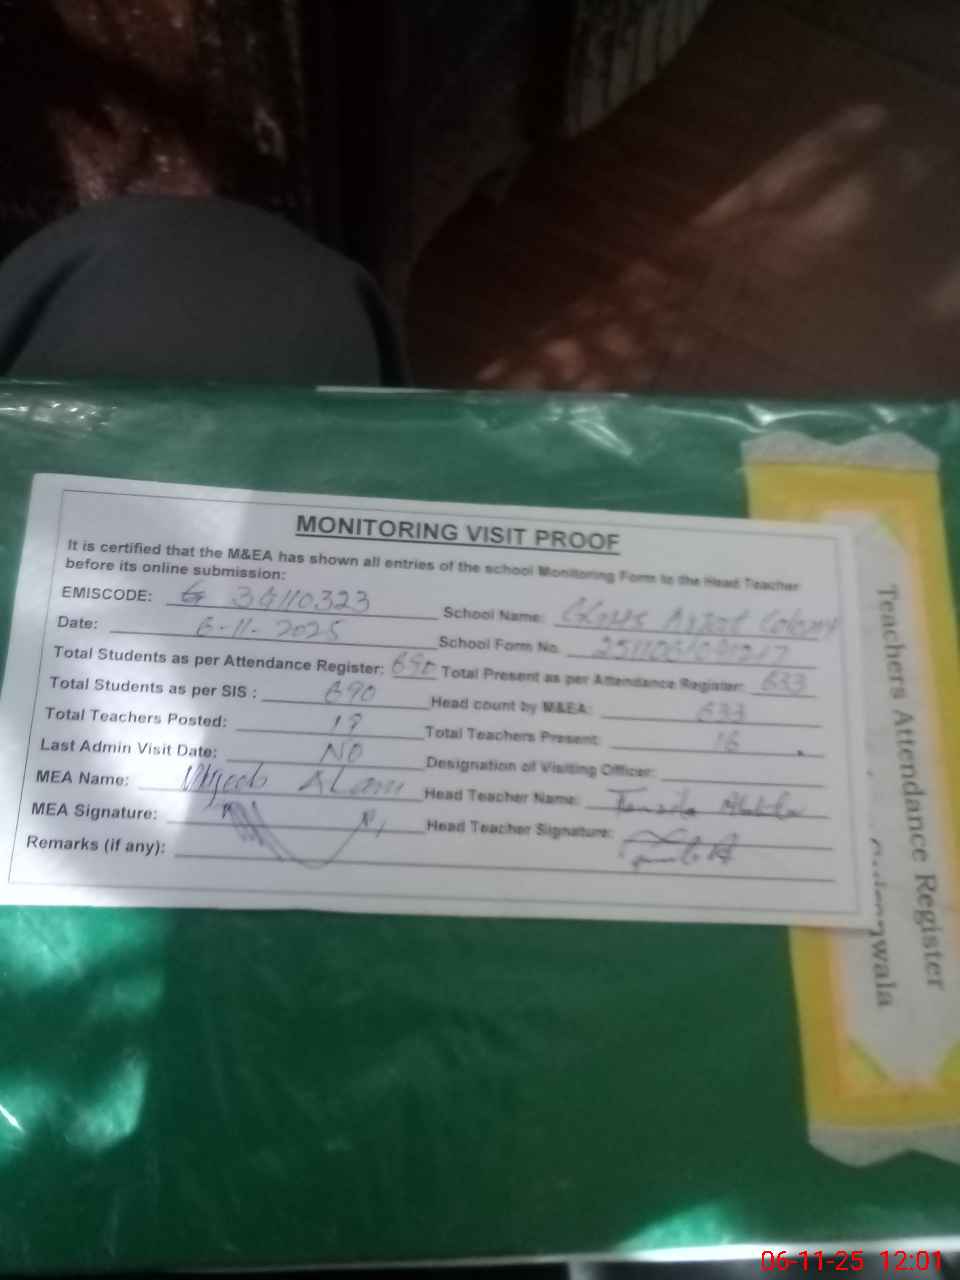 MONITORING VISIT PROOF
It is certified that the M&EA has shown all entries of the school Monitoring Form to the Head Teacher
before its online submission:
EMISCODE: 34110323 School Name: Colony
Date: 6-11-2025 School Form No.
Total Students as per Attendance Register: 690 Total Present as per Attendance Register: 633
Total Students as per SIS : 690 Head count by M&EA: 633
Total Teachers Posted: 19 Total Teachers Present: 16
Last Admin Visit Date: NO Designation of Visiting Officer:
MEA Name: Alam Head Teacher Name:
MEA Signature: Head Teacher Signature:
Remarks (if any):
Teachers Attendance Register
06-11-25 12:01